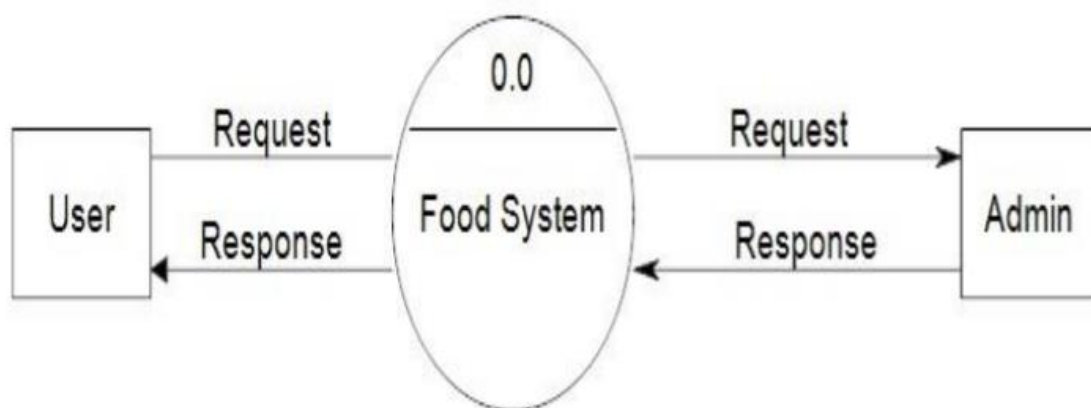 0.0
Request
Request
User
Food System
Admin
Response
Response